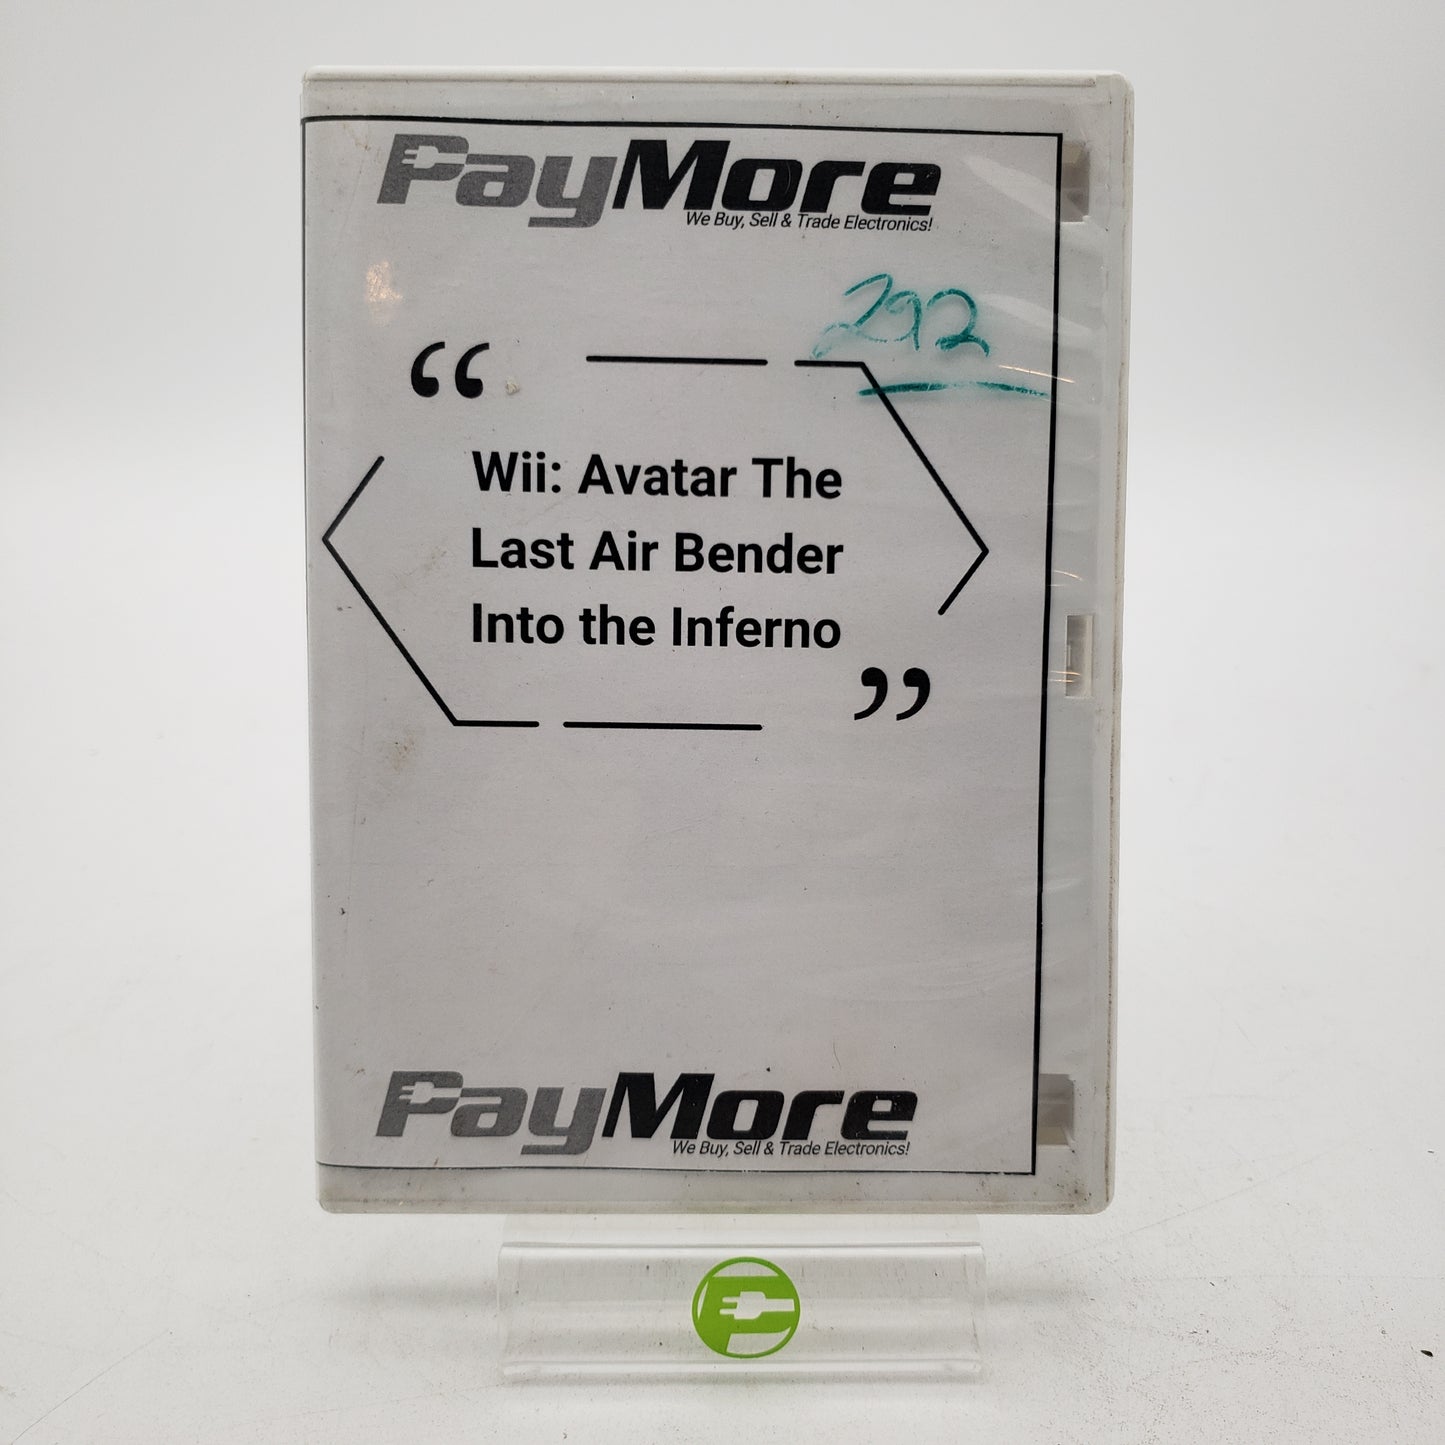 PayMore
We Buy, Sell & Trade Electronics!
292
“
Wii: Avatar The
Last Air Bender
Into the Inferno
”
PayMore
We Buy, Sell & Trade Electronics!
P